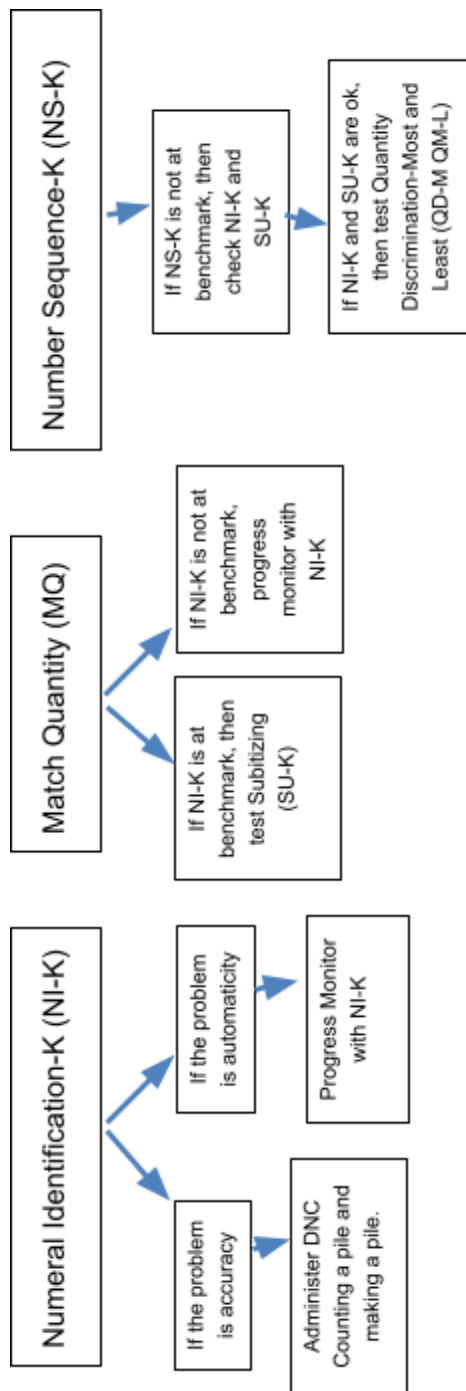 Numeral Identification-K (NI-K)
If the problem
is accuracy
Administer DNC
Counting a pile and
making a pile.
If the problem
is automaticity
Progress Monitor
with NI-K
Match Quantity (MQ)
If NI-K is at
benchmark, then
test Subitizing
(SU-K)
If NI-K is not at
benchmark,
progress
monitor with
NI-K
Number Sequence-K (NS-K)
If NS-K is not at
benchmark, then
check NI-K and
SU-K
If NI-K and SU-K are ok,
then test Quantity
Discrimination-Most and
Least (QD-M QM-L)